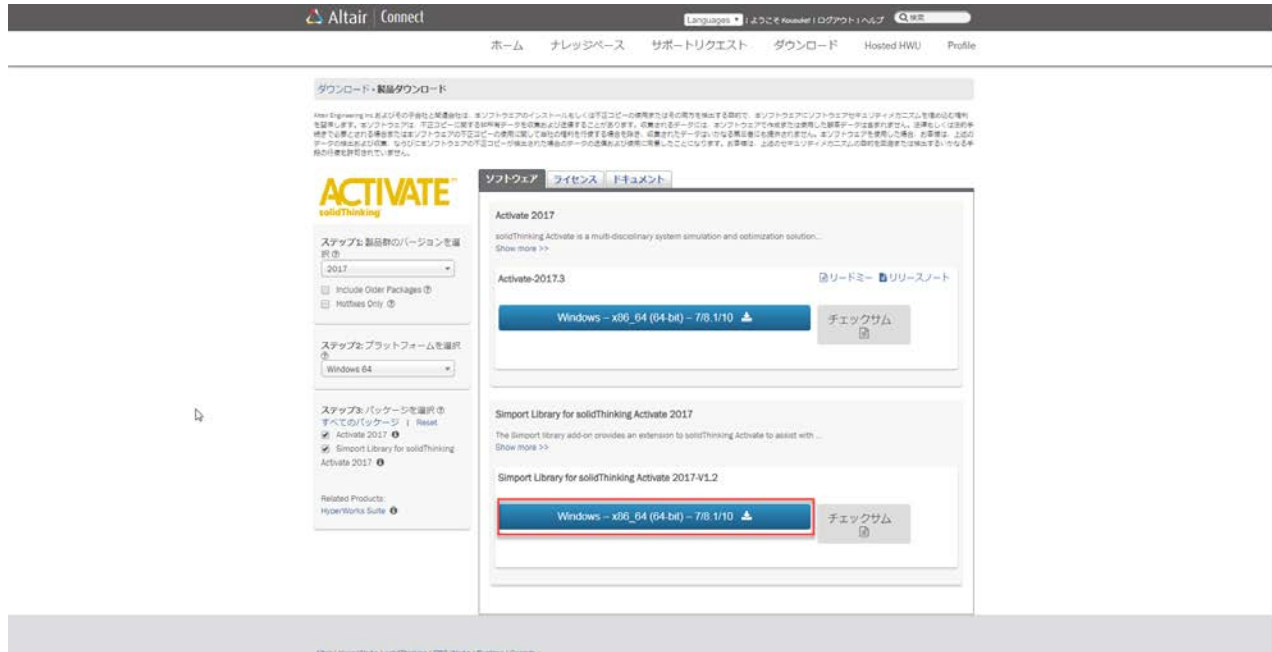 Altair | Connect
Languages ▼ | ようこそ Kousuke! | ログアウト | ヘルプ 検索
ホーム ナレッジベース サポートリクエスト ダウンロード Hosted HWU Profile
ダウンロード › 製品ダウンロード
ACTIVATE
solidThinking
ステップ1: 製品群のバージョンを選
択
2017
Include Older Packages
Hotfixes Only
ステップ2: プラットフォームを選択
Windows 64
ステップ3: パッケージを選択
すべてのパッケージ | Reset
Activate 2017
Simport Library for solidThinking
Activate 2017
Related Products:
HyperWorks Suite
ソフトウェア ライセンス ドキュメント
Activate 2017
solidThinking Activate is a multi-disciplinary system simulation and optimization solution...
Show more >>
Activate-2017.3 リードミー リリースノート
Windows – x86_64 (64-bit) – 7/8.1/10
チェックサム
Simport Library for solidThinking Activate 2017
The Simport library add-on provides an extension to solidThinking Activate to assist with ...
Show more >>
Simport Library for solidThinking Activate 2017-V1.2
Windows – x86_64 (64-bit) – 7/8.1/10
チェックサム